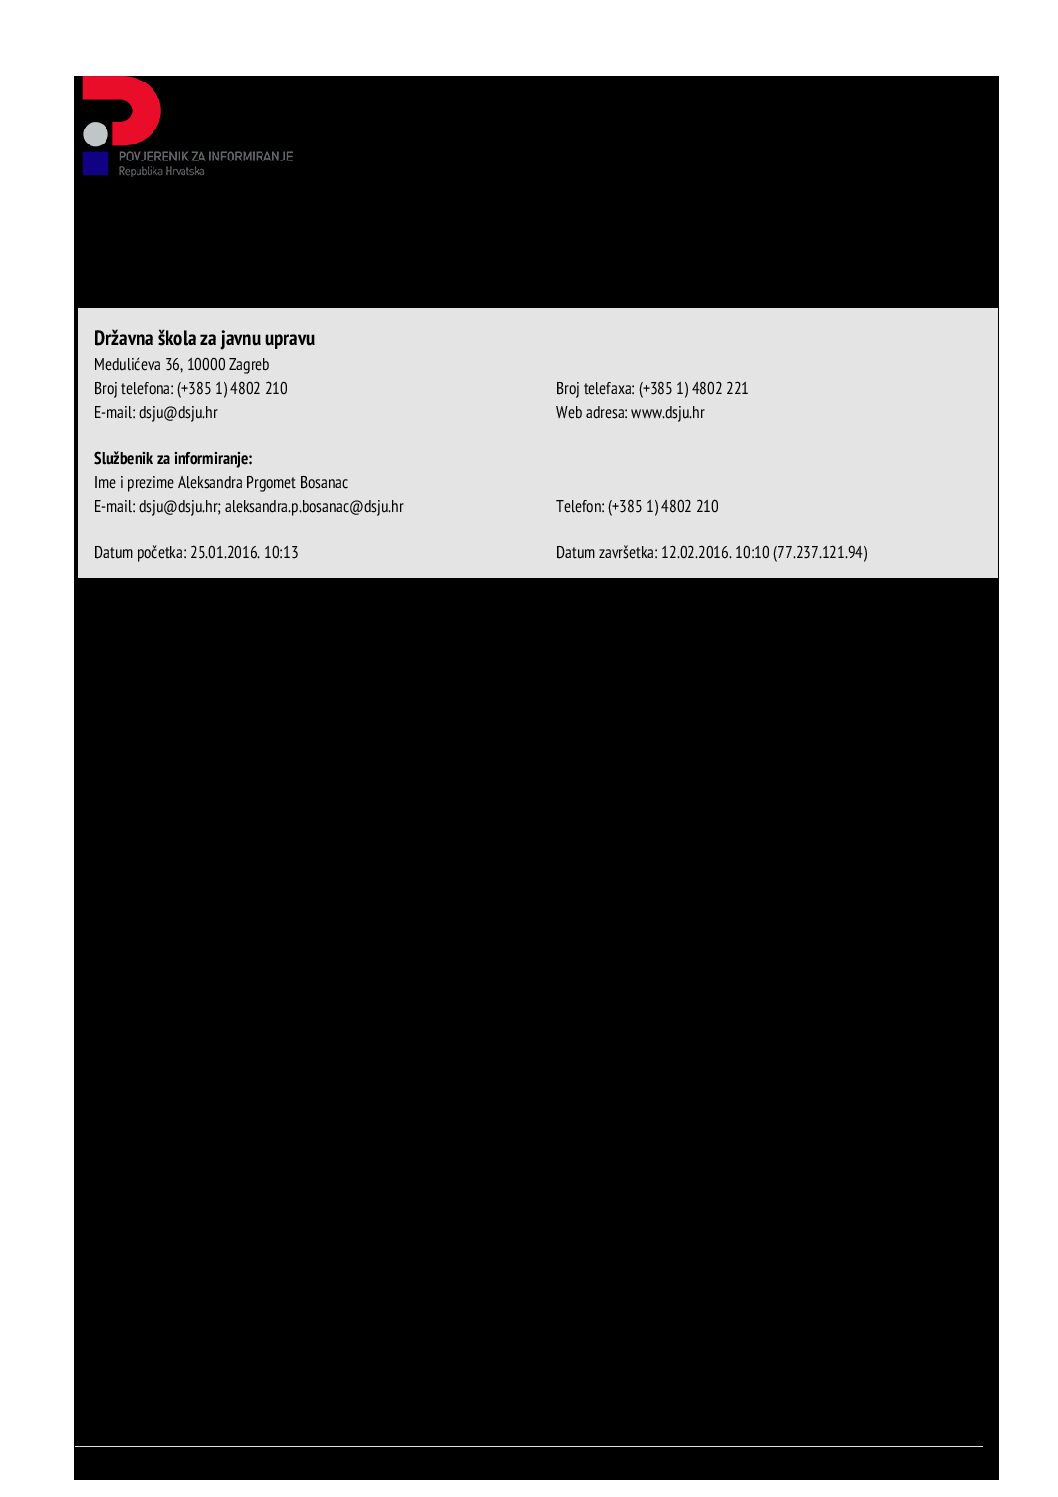 POVJERENIK ZA INFORMIRANJE
Republika Hrvatska
Državna škola za javnu upravu
Medulićeva 36, 10000 Zagreb
Broj telefona: (+385 1) 4802 210 Broj telefaxa: (+385 1) 4802 221
E-mail: dsju@dsju.hr Web adresa: www.dsju.hr
Službenik za informiranje:
Ime i prezime Aleksandra Prgomet Bosanac
E-mail: dsju@dsju.hr; aleksandra.p.bosanac@dsju.hr Telefon: (+385 1) 4802 210
Datum početka: 25.01.2016. 10:13 Datum završetka: 12.02.2016. 10:10 (77.237.121.94)